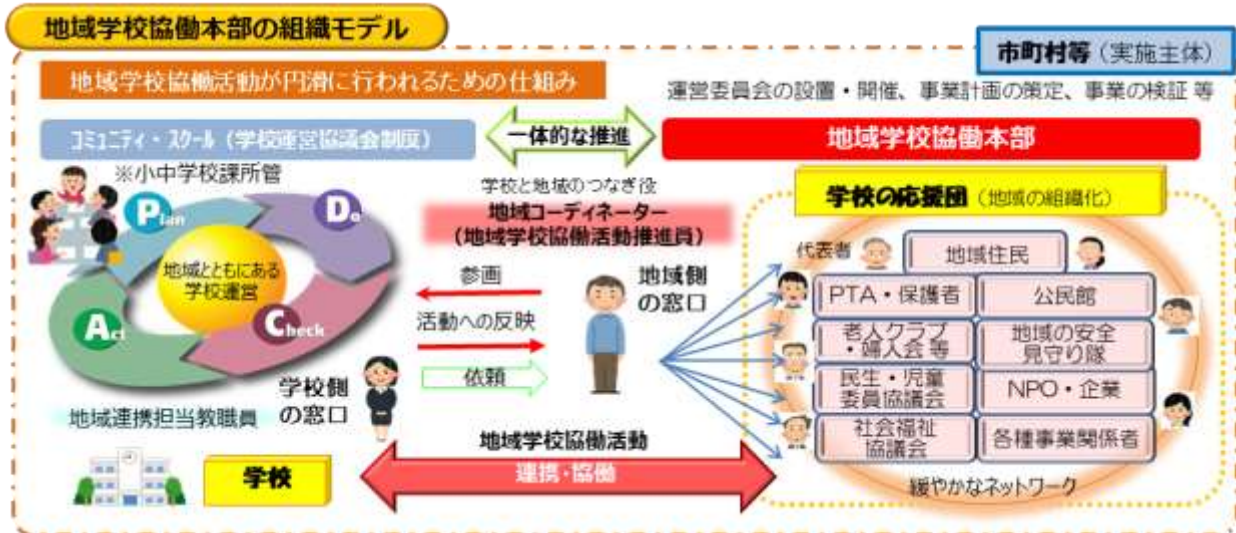 地域学校協働本部の組織モデル
市町村等（実施主体）
地域学校協働活動が円滑に行われるための仕組み
運営委員会の設置・開催、事業計画の策定、事業の検証 等
コミュニティ・スクール（学校運営協議会制度）
一体的な推進
地域学校協働本部
※小中学校課所管
学校と地域のつなぎ役
地域コーディネーター
（地域学校協働活動推進員）
学校の応援団（地域の組織化）
Plan
Do
地域とともにある
学校運営
Act
Check
参画
活動への反映
依頼
地域側
の窓口
代表者
地域住民
PTA・保護者
公民館
老人クラブ
・婦人会 等
地域の安全
見守り隊
民生・児童
委員協議会
NPO・企業
社会福祉
協議会
各種事業関係者
緩やかなネットワーク
学校側
の窓口
地域連携担当教職員
学校
地域学校協働活動
連携・協働